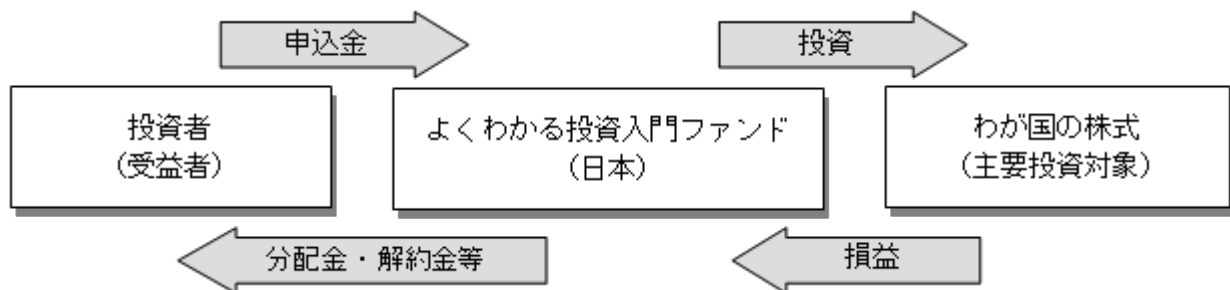 申込金
投資
投資者
(受益者)
よくわかる投資入門ファンド
(日本)
わが国の株式
(主要投資対象)
分配金・解約金等
損益